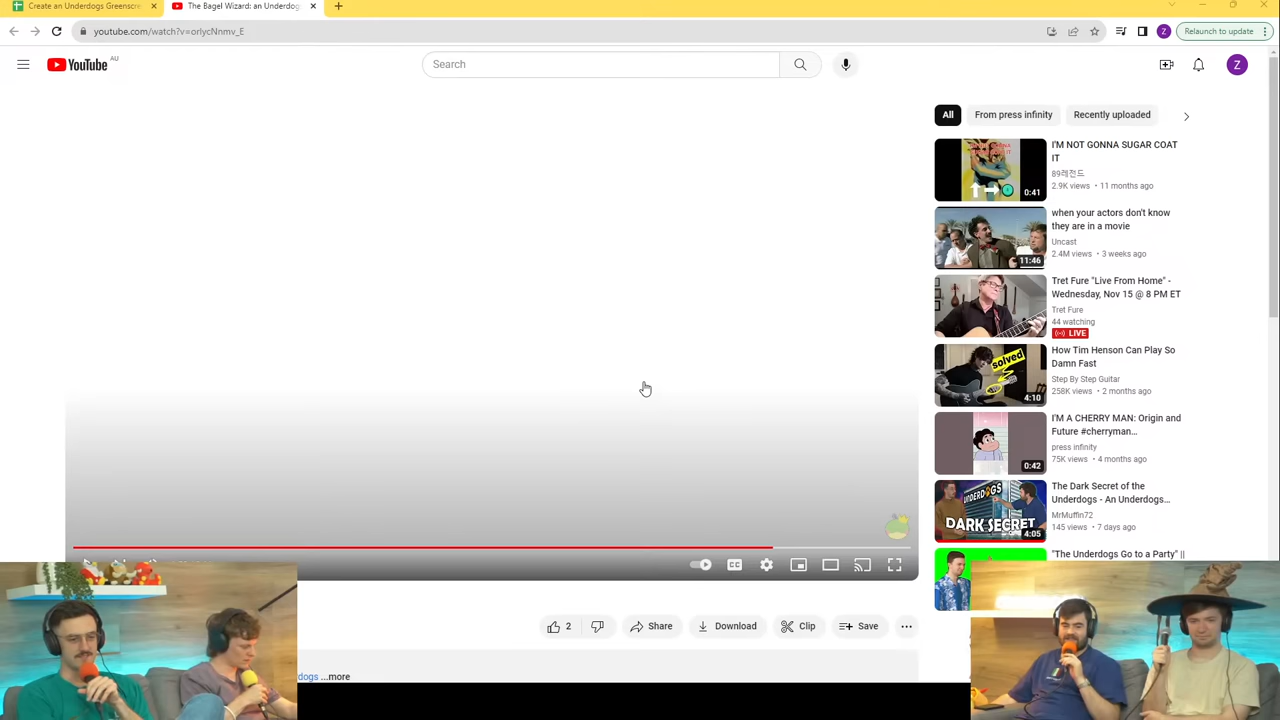 Create an Underdogs Greenscre
The Bagel Wizard: an Underdog
youtube.com/watch?v=orlycNnmv_E
Z
Relaunch to update
YouTube AU
Search
Z
All
From press infinity
Recently uploaded
I'M NOT GONNA SUGAR COAT
IT
89레전드
2.9K views • 11 months ago
0:41
when your actors don't know
they are in a movie
Uncast
2.4M views • 3 weeks ago
11:46
Tret Fure "Live From Home" -
Wednesday, Nov 15 @ 8 PM ET
Tret Fure
44 watching
LIVE
How Tim Henson Can Play So
Damn Fast
Step By Step Guitar
258K views • 2 months ago
solved
4:10
I'M A CHERRY MAN: Origin and
Future #cherryman...
press infinity
75K views • 4 months ago
0:42
The Dark Secret of the
Underdogs - An Underdogs...
MrMuffin72
145 views • 7 days ago
UNDERDOGS
DARK SECRET
4:05
"The Underdogs Go to a Party" ||
CC
2
Share
Download
Clip
Save
dogs ...more